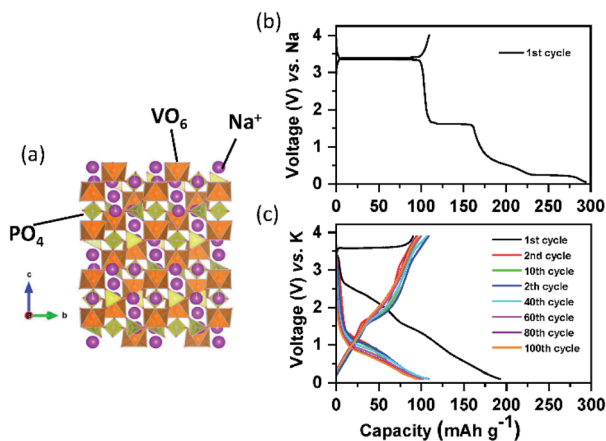 (a)
VO6
Na+
PO4
c
b
(b)
Voltage (V) vs. Na
4
3
2
1
0
1st cycle
0 50 100 150 200 250 300
(c)
Voltage (V) vs. K
4
3
2
1
0
1st cycle
2nd cycle
10th cycle
2th cycle
40th cycle
60th cycle
80th cycle
100th cycle
0 50 100 150 200 250 300
Capacity (mAh g-1)